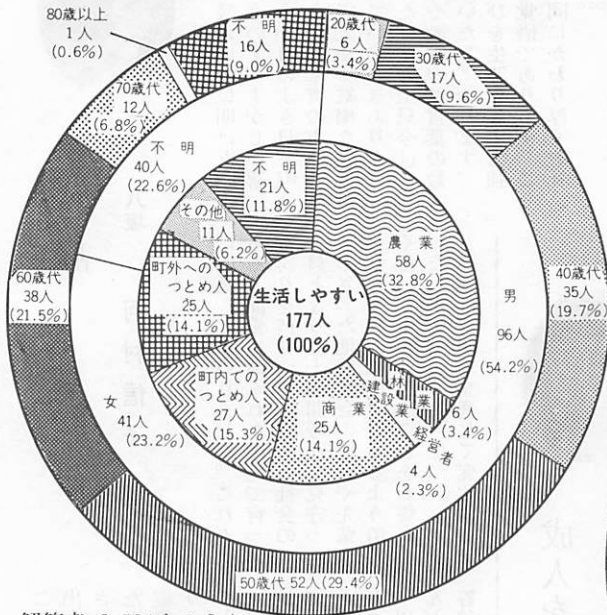 80歳以上
1人
(0.6%)
不明
16人
(9.0%)
20歳代
6人
(3.4%)
30歳代
17人
(9.6%)
70歳代
12人
(6.8%)
不明
40人
(22.6%)
不明
21人
(11.8%)
その他
11人
(6.2%)
農業
58人
(32.8%)
40歳代
35人
(19.7%)
男
96人
(54.2%)
60歳代
38人
(21.5%)
町外への
つとめ人
25人
(14.1%)
生活しやすい
177人
(100%)
女
41人
(23.2%)
町内での
つとめ人
27人
(15.3%)
商業
25人
(14.1%)
建設業
経営者
4人
(2.3%)
林業
6人
(3.4%)
50歳代 52人(29.4%)